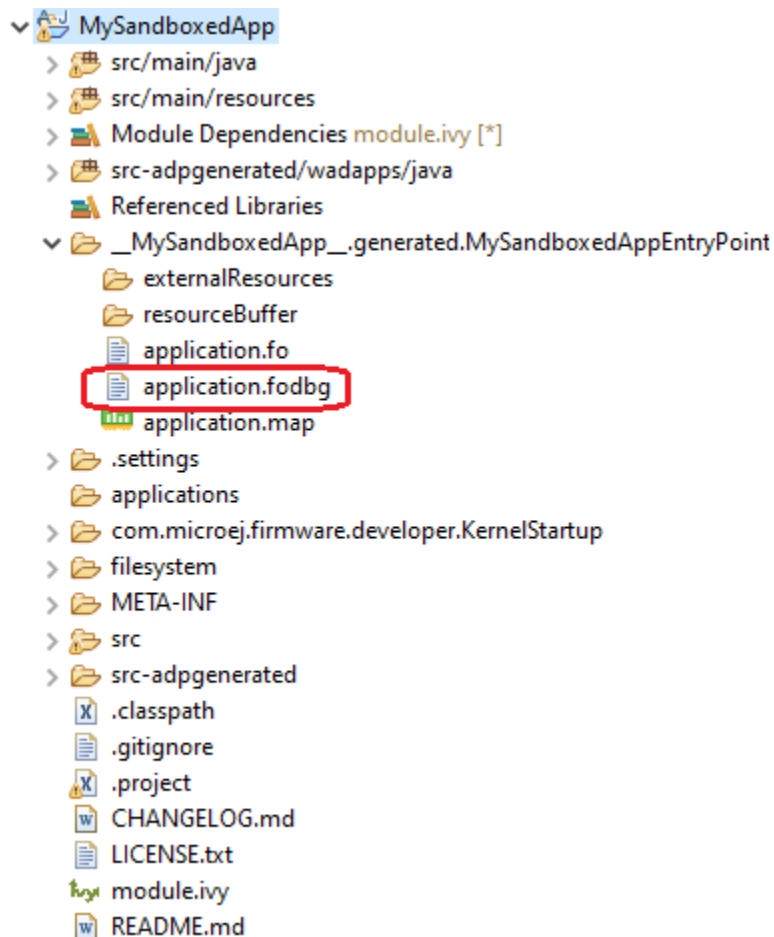 MySandboxedApp
src/main/java
src/main/resources
Module Dependencies module.ivy [*]
src-adpgenerated/wadapps/java
Referenced Libraries
__MySandboxedApp__.generated.MySandboxedAppEntryPoint
externalResources
resourceBuffer
application.fo
application.fodbg
application.map
.settings
applications
com.microej.firmware.developer.KernelStartup
filesystem
META-INF
src
src-adpgenerated
.classpath
.gitignore
.project
CHANGELOG.md
LICENSE.txt
module.ivy
README.md